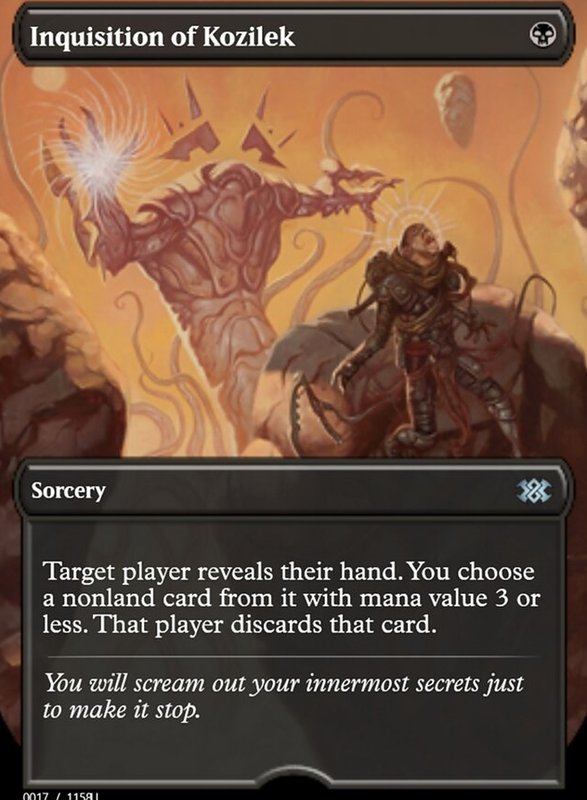 Inquisition of Kozilek
Sorcery
Target player reveals their hand. You choose
a nonland card from it with mana value 3 or
less. That player discards that card.
You will scream out your innermost secrets just
to make it stop.
0017 / 1158U